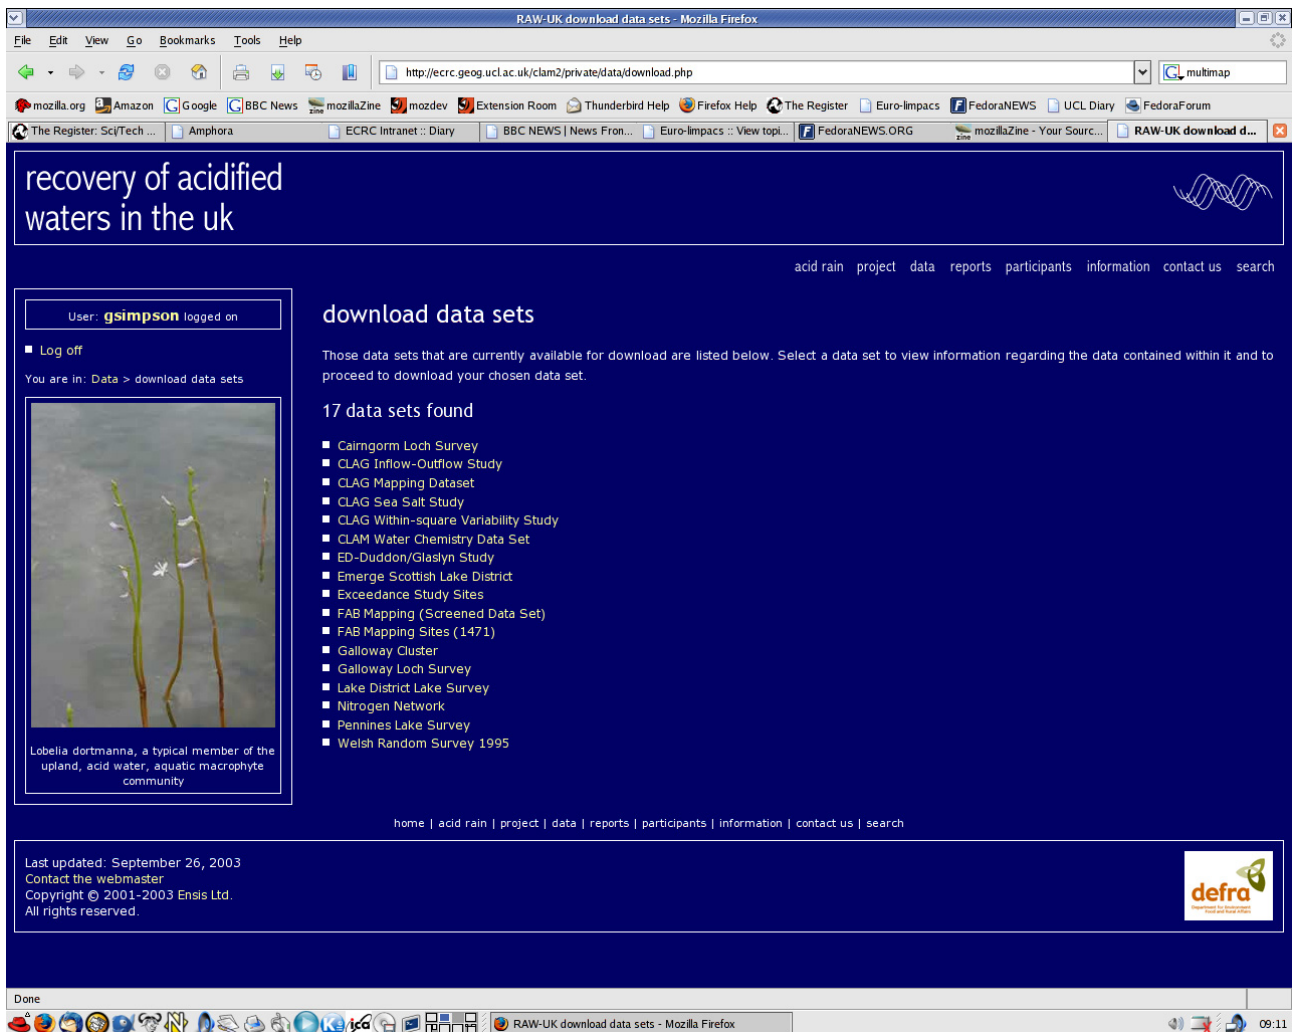 RAW-UK download data sets - Mozilla Firefox
File Edit View Go Bookmarks Tools Help
http://ecrc.geog.ucl.ac.uk/clam2/private/data/download.php
multimap
mozilla.org Amazon Google BBC News mozillaZine mozdev Extension Room Thunderbird Help Firefox Help The Register Euro-limpacs FedoraNEWS UCL Diary FedoraForum
The Register: Sci/Tech ... Amphora ECRC Intranet :: Diary BBC NEWS | News Fron... Euro-limpacs :: View topi... FedoraNEWS.ORG mozillaZine - Your Sourc... RAW-UK download d...
recovery of acidified
waters in the uk
acid rain project data reports participants information contact us search
User: gsimpson logged on
Log off
You are in: Data > download data sets
Lobelia dortmanna, a typical member of the
upland, acid water, aquatic macrophyte
community
download data sets
Those data sets that are currently available for download are listed below. Select a data set to view information regarding the data contained within it and to
proceed to download your chosen data set.
17 data sets found
Cairngorm Loch Survey
CLAG Inflow-Outflow Study
CLAG Mapping Dataset
CLAG Sea Salt Study
CLAG Within-square Variability Study
CLAM Water Chemistry Data Set
ED-Duddon/Glaslyn Study
Emerge Scottish Lake District
Exceedance Study Sites
FAB Mapping (Screened Data Set)
FAB Mapping Sites (1471)
Galloway Cluster
Galloway Loch Survey
Lake District Lake Survey
Nitrogen Network
Pennines Lake Survey
Welsh Random Survey 1995
home | acid rain | project | data | reports | participants | information | contact us | search
Last updated: September 26, 2003
Contact the webmaster
Copyright © 2001-2003 Ensis Ltd.
All rights reserved.
defra
Department for Environment
Food and Rural Affairs
Done
RAW-UK download data sets - Mozilla Firefox
09:11